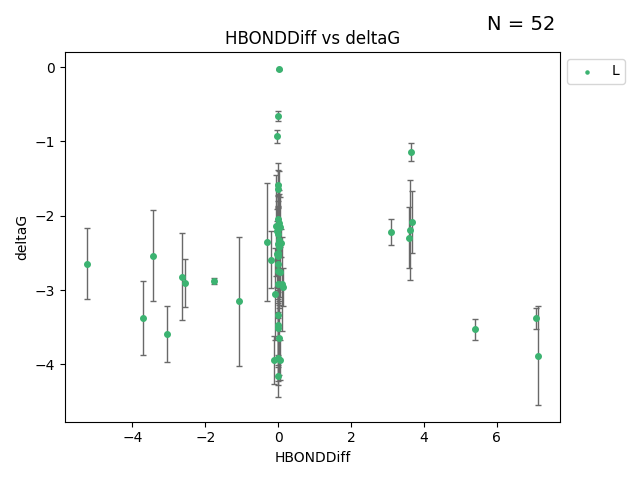 N = 52
HBONDDiff vs deltaG
L
deltaG
0
−1
−2
−3
−4
−4
−2
0
2
4
6
HBONDDiff